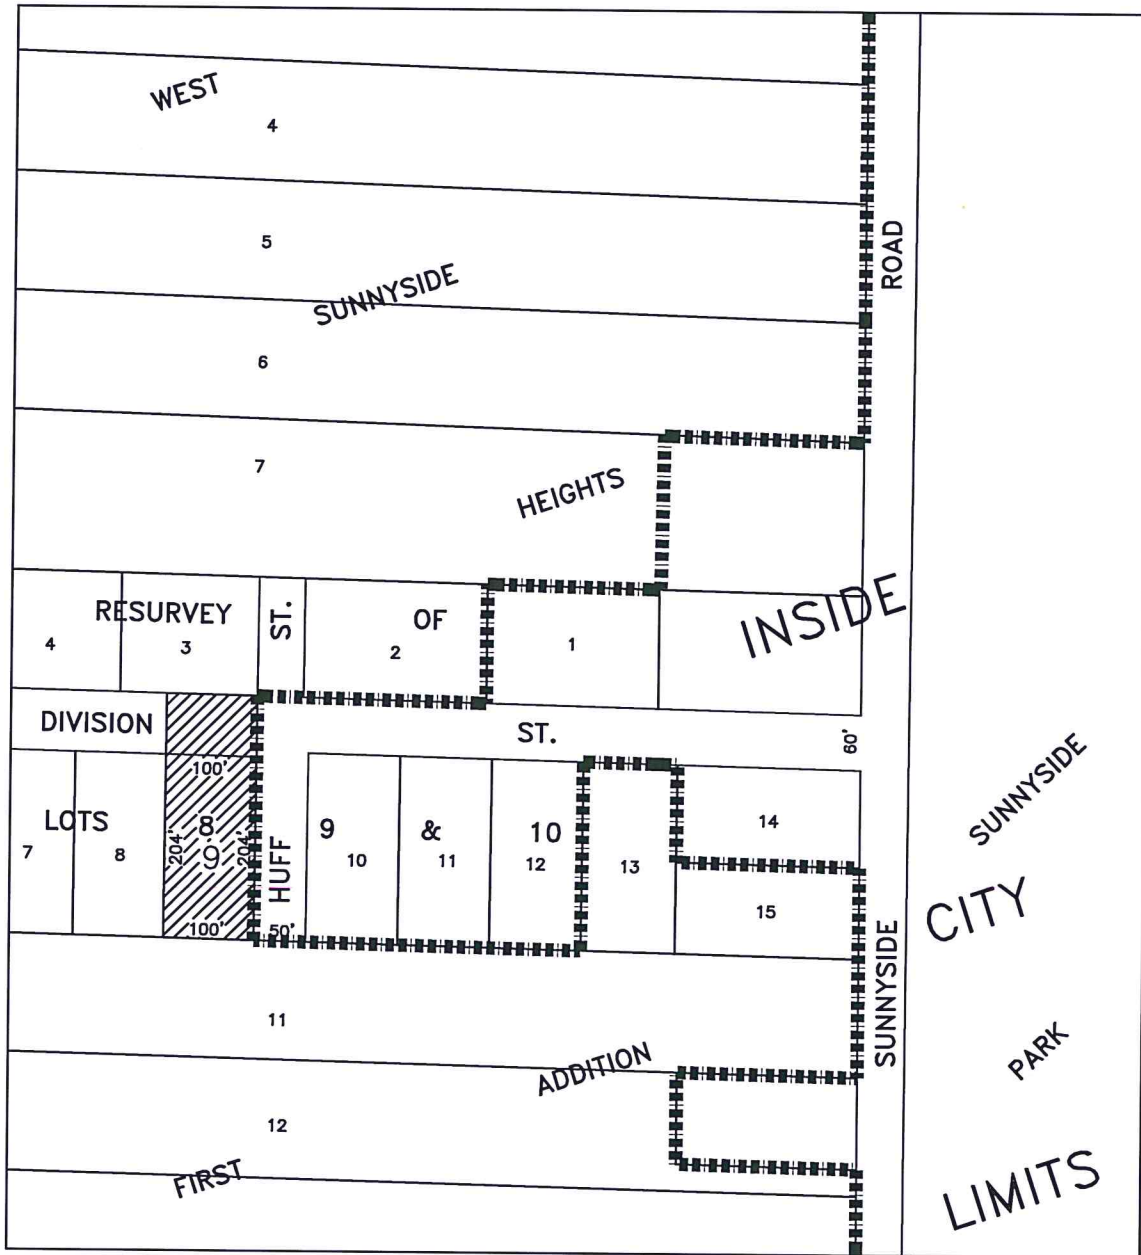 WEST
4
5
ROAD
SUNNYSIDE
6
7
HEIGHTS
INSIDE
RESURVEY
ST.
OF
4
3
2
1
DIVISION
ST.
60'
SUNNYSIDE
100'
LOTS
8
9
&
10
14
7
8
204'
9
204'
HUFF
10
11
12
13
15
CITY
100'
50'
SUNNYSIDE
11
ADDITION
PARK
12
FIRST
LIMITS